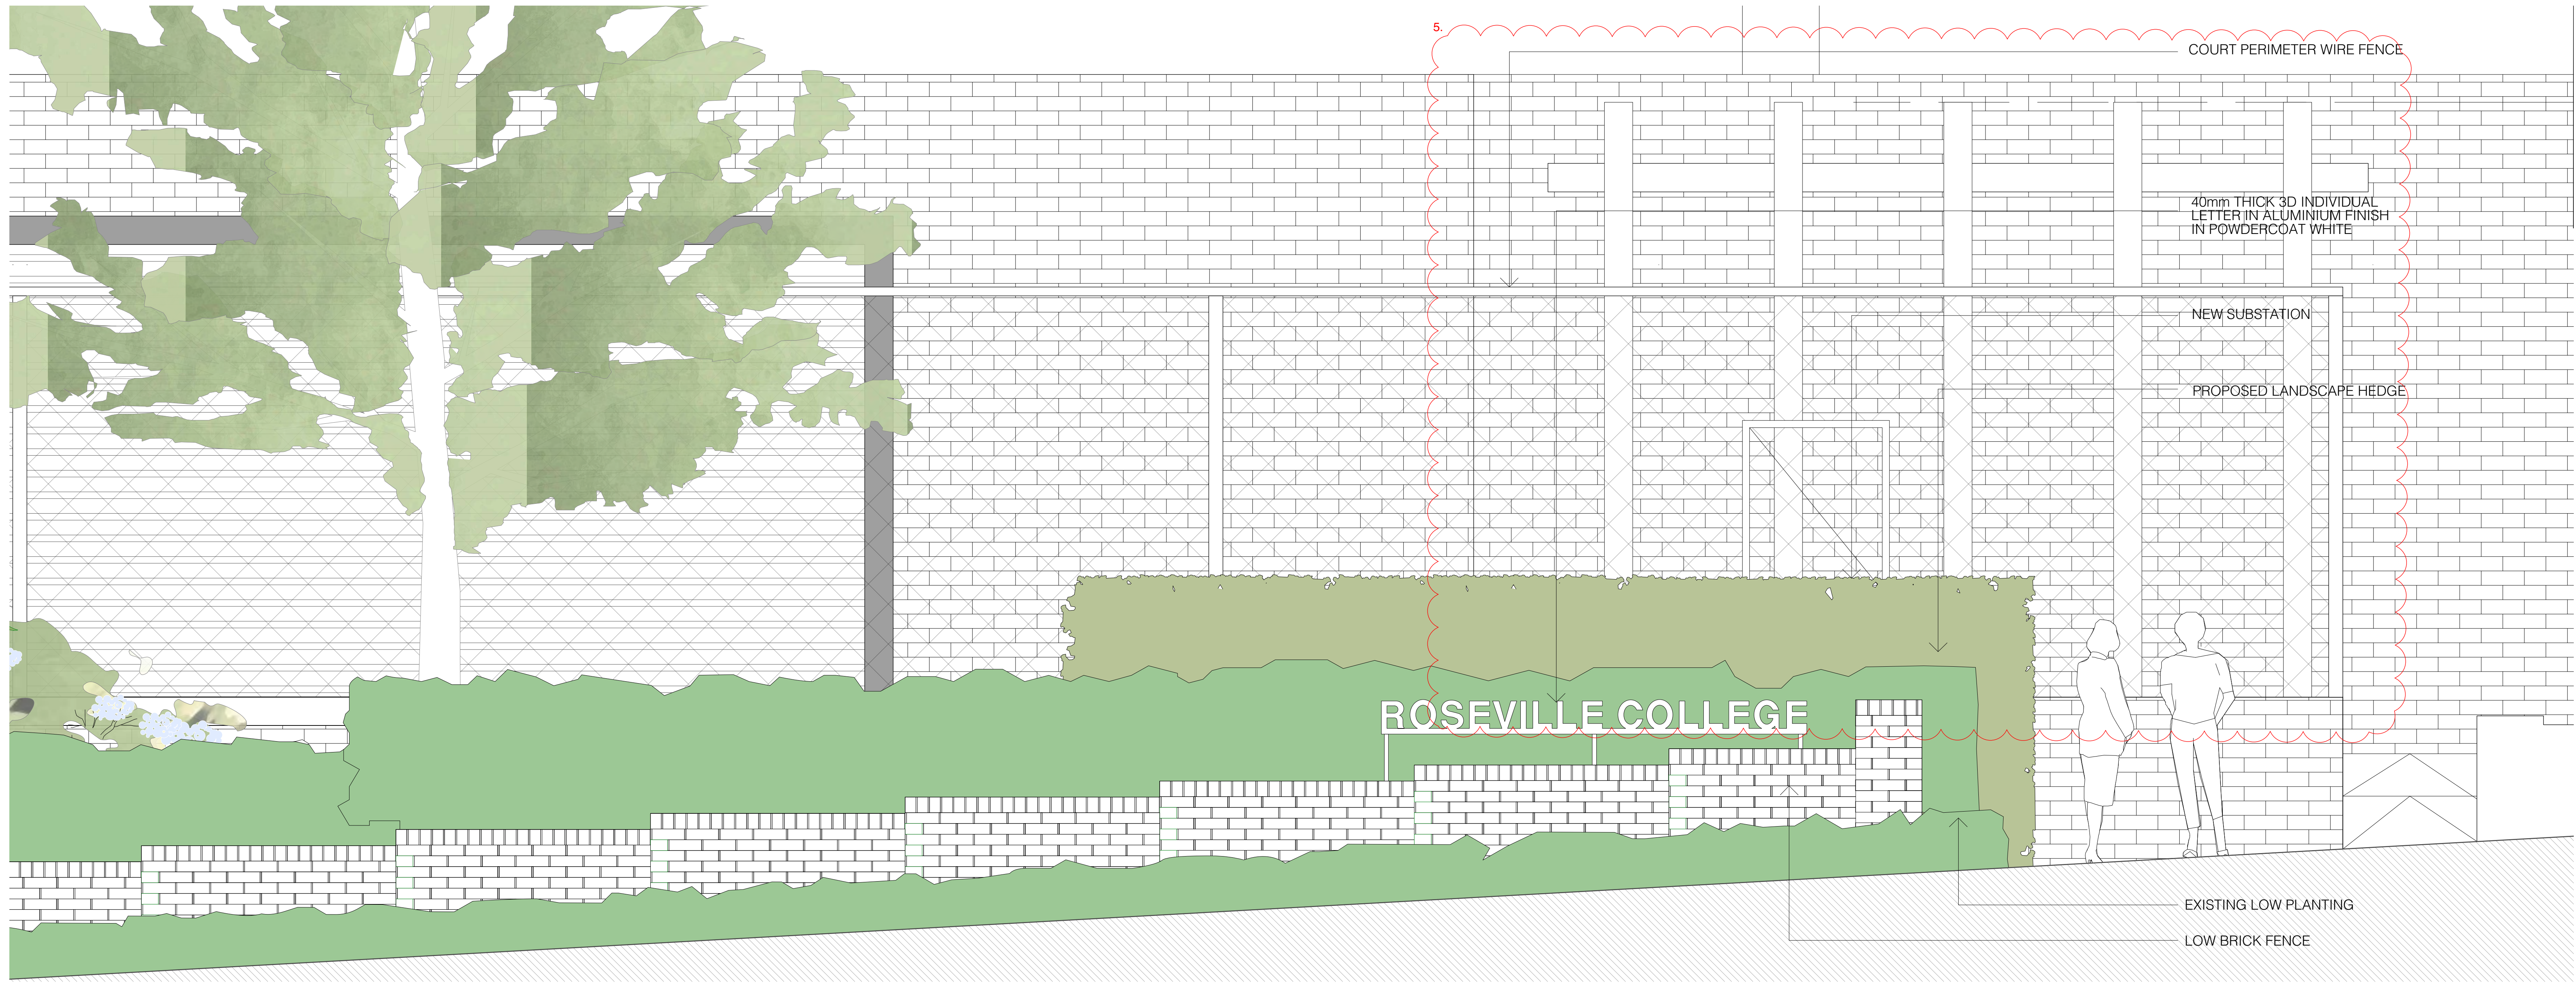 5.
COURT PERIMETER WIRE FENCE
40mm THICK 3D INDIVIDUAL
LETTER IN ALUMINIUM FINISH
IN POWDERCOAT WHITE
NEW SUBSTATION
PROPOSED LANDSCAPE HEDGE
ROSEVILLE COLLEGE
EXISTING LOW PLANTING
LOW BRICK FENCE